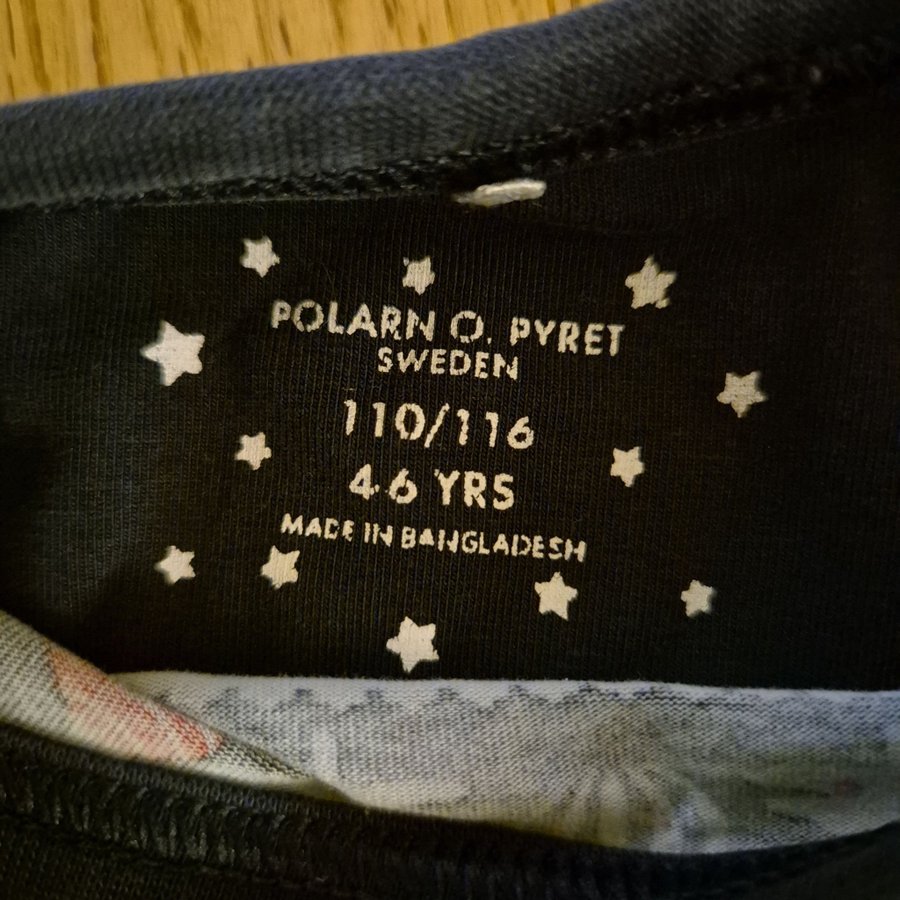 POLARN O. PYRET
SWEDEN
110/116
4-6 YRS
MADE IN BANGLADESH